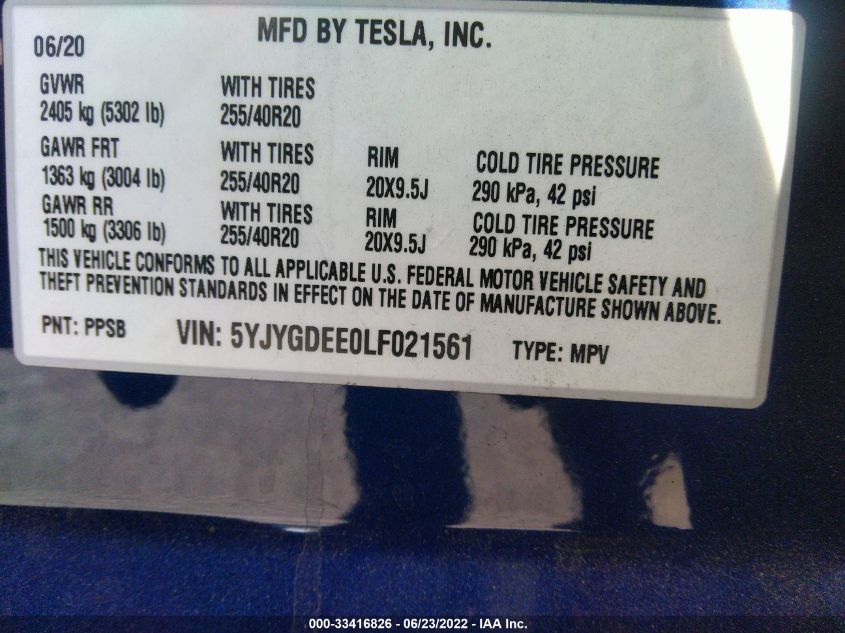 MFD BY TESLA, INC.
06/20
GVWR WITH TIRES
2405 kg (5302 lb) 255/40R20
GAWR FRT WITH TIRES RIM COLD TIRE PRESSURE
1363 kg (3004 lb) 255/40R20 20X9.5J 290 kPa, 42 psi
GAWR RR WITH TIRES RIM COLD TIRE PRESSURE
1500 kg (3306 lb) 255/40R20 20X9.5J 290 kPa, 42 psi
THIS VEHICLE CONFORMS TO ALL APPLICABLE U.S. FEDERAL MOTOR VEHICLE SAFETY AND
THEFT PREVENTION STANDARDS IN EFFECT ON THE DATE OF MANUFACTURE SHOWN ABOVE.
PNT: PPSB VIN: 5YJYGDEE0LF021561 TYPE: MPV
000-33416826 - 06/23/2022 - IAA Inc.